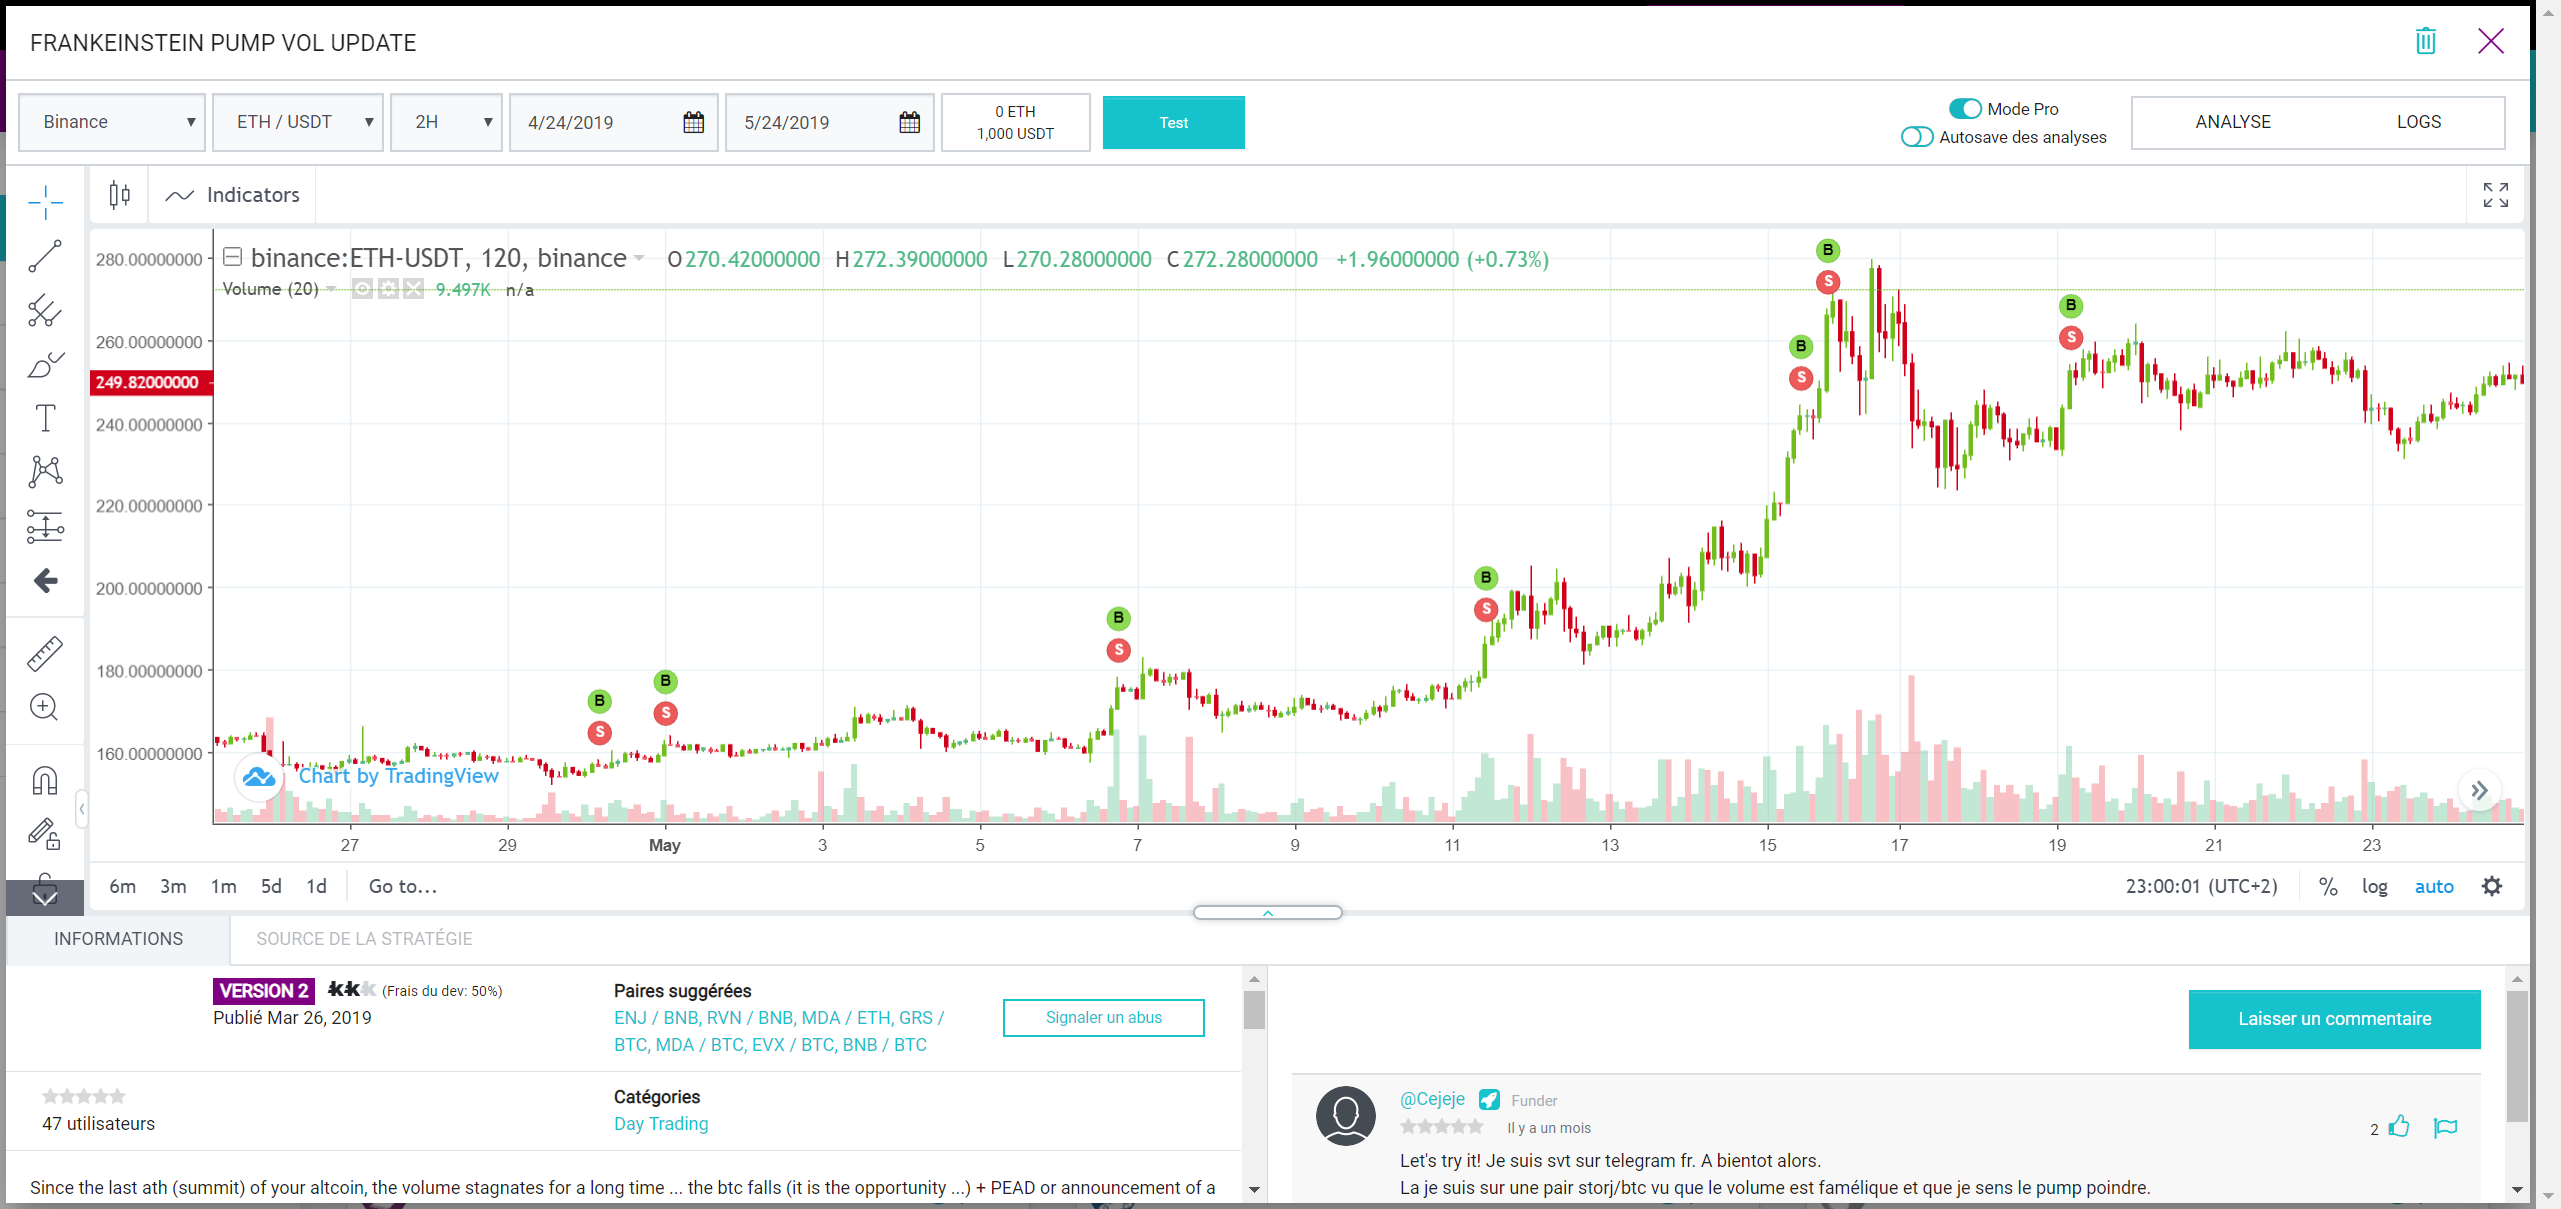 FRANKEINSTEIN PUMP VOL UPDATE
Binance ▼ ETH / USDT ▼ 2H ▼ 4/24/2019 5/24/2019
0 ETH
1,000 USDT
Test
Mode Pro
Autosave des analyses
ANALYSE LOGS
Indicators
binance:ETH-USDT, 120, binance O270.42000000 H272.39000000 L270.28000000 C272.28000000 +1.96000000 (+0.73%)
Volume (20) 9.497K n/a
280.00000000
260.00000000
249.82000000
240.00000000
220.00000000
200.00000000
180.00000000
160.00000000
B
S
B
S
B
S
B
S
B
S
B
S
B
S
Chart by TradingView
27 29 May 3 5 7 9 11 13 15 17 19 21 23
6m 3m 1m 5d 1d Go to... 23:00:01 (UTC+2) % log auto
INFORMATIONS SOURCE DE LA STRATÉGIE
VERSION 2 (Frais du dev: 50%)
Publié Mar 26, 2019
Paires suggérées
ENJ / BNB, RVN / BNB, MDA / ETH, GRS /
BTC, MDA / BTC, EVX / BTC, BNB / BTC
Signaler un abus
47 utilisateurs
Catégories
Day Trading
Since the last ath (summit) of your altcoin, the volume stagnates for a long time ... the btc falls (it is the opportunity ...) + PEAD or announcement of a
Laisser un commentaire
@Cejeje Funder
Il y a un mois
2
Let's try it! Je suis svt sur telegram fr. A bientot alors.
La je suis sur une pair storj/btc vu que le volume est famélique et que je sens le pump poindre.